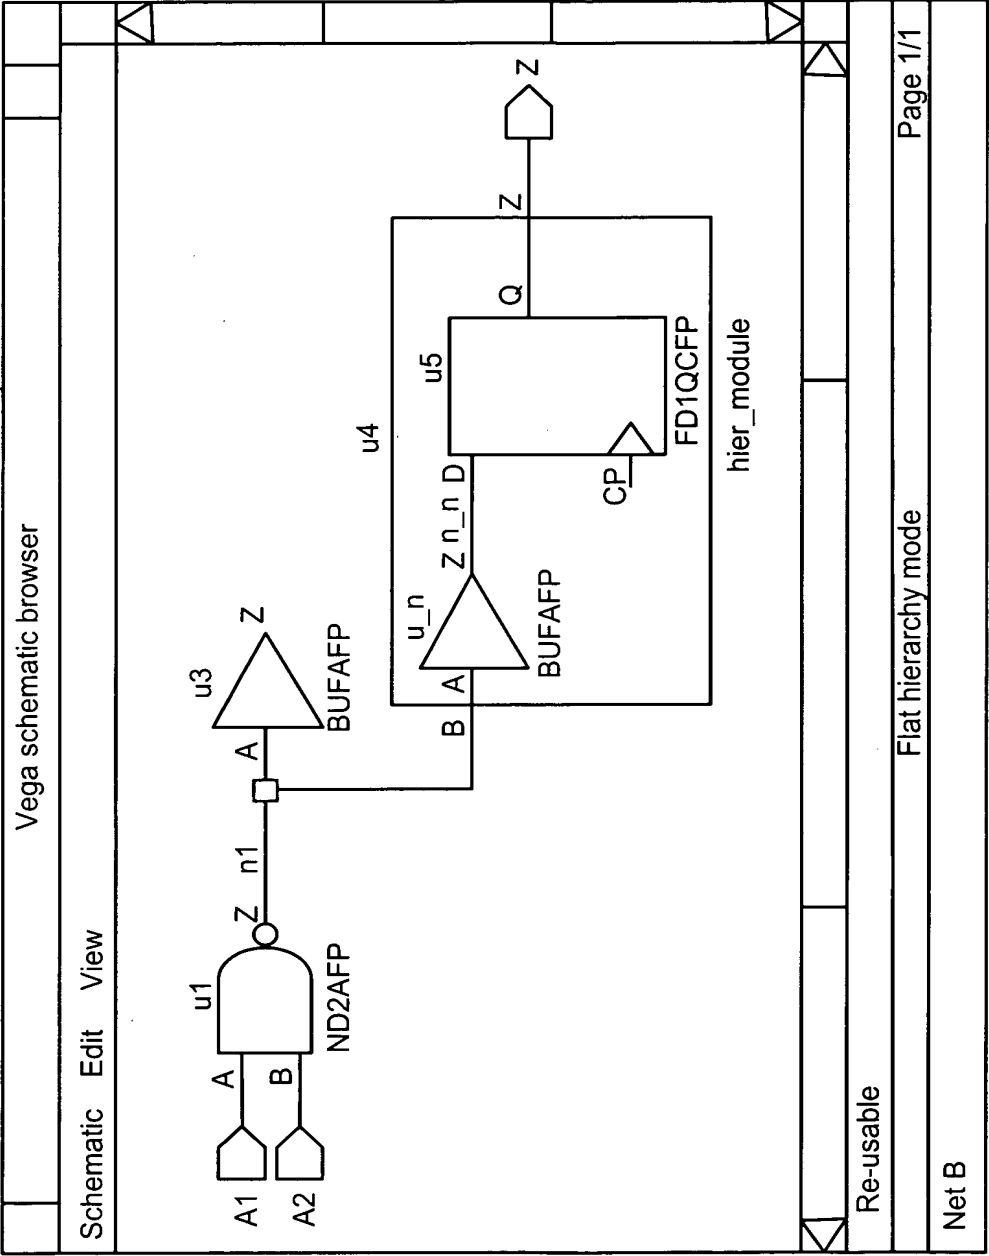 Vega schematic browser
Schematic Edit View
A1
A2
A
B
u1
ND2AFP
Z
n1
A
u3
BUFAFP
Z
B
u4
A
u_n
BUFAFP
Z n_n D
u5
CP
FD1QCFP
Q
hier_module
Z
Z
Re-usable
Flat hierarchy mode
Page 1/1
Net B